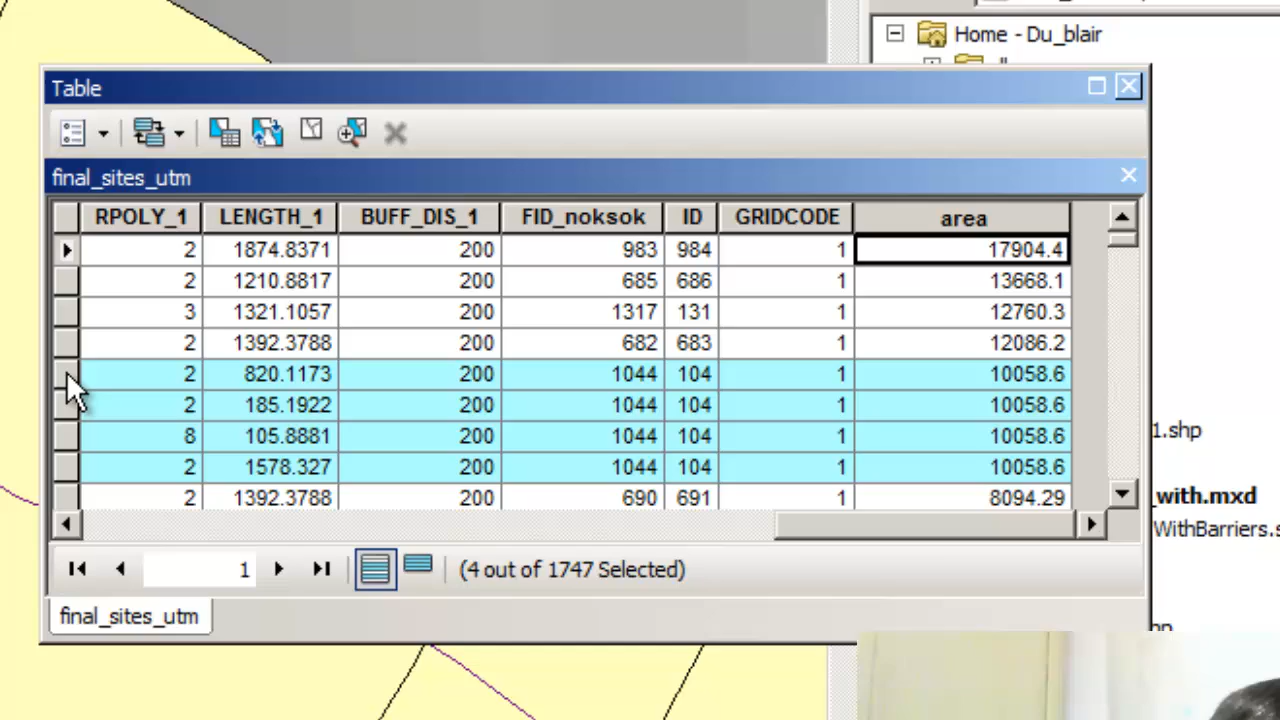 Home - Du_blair
Table
final_sites_utm
RPOLY_1 LENGTH_1 BUFF_DIS_1 FID_noksok ID GRIDCODE area
2 1874.8371 200 983 984 1 17904.4
2 1210.8817 200 685 686 1 13668.1
3 1321.1057 200 1317 131 1 12760.3
2 1392.3788 200 682 683 1 12086.2
2 820.1173 200 1044 104 1 10058.6
2 185.1922 200 1044 104 1 10058.6
8 105.8881 200 1044 104 1 10058.6
2 1578.327 200 1044 104 1 10058.6
2 1392.3788 200 690 691 1 8094.29
1.shp
_with.mxd
WithBarriers.s
1 (4 out of 1747 Selected)
final_sites_utm